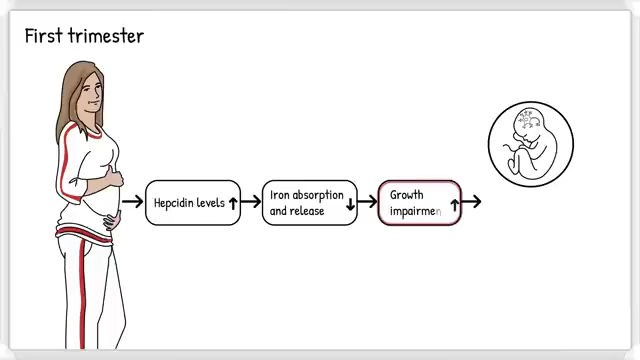 First trimester
Hepcidin levels
Iron absorption
and release
Growth
impairmen